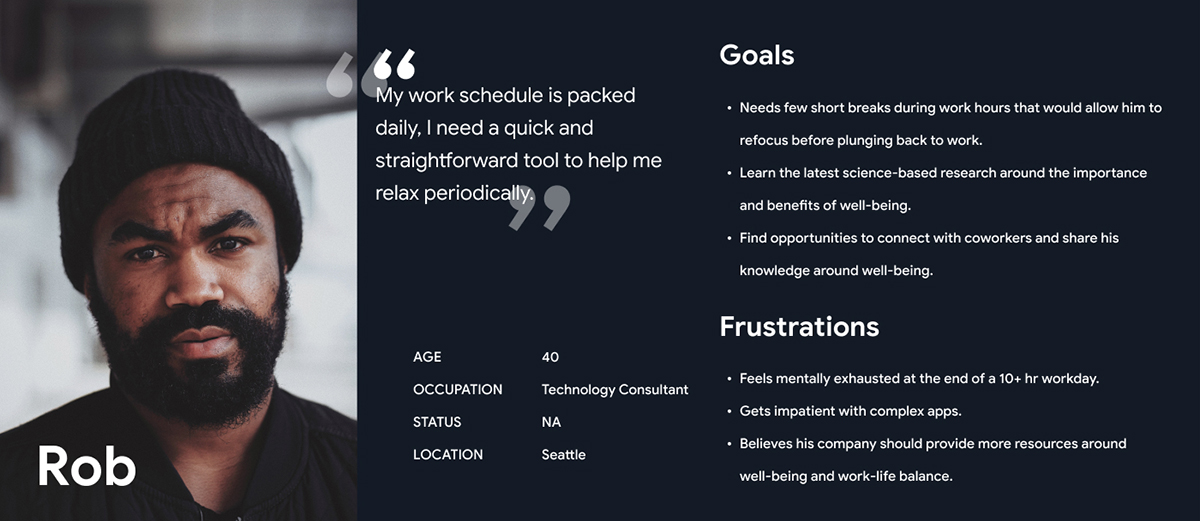 “
My work schedule is packed
daily, I need a quick and
straightforward tool to help me
relax periodically.
”
AGE 40
OCCUPATION Technology Consultant
STATUS NA
LOCATION Seattle
Rob
Goals
• Needs few short breaks during work hours that would allow him to
refocus before plunging back to work.
• Learn the latest science-based research around the importance
and benefits of well-being.
• Find opportunities to connect with coworkers and share his
knowledge around well-being.
Frustrations
• Feels mentally exhausted at the end of a 10+ hr workday.
• Gets impatient with complex apps.
• Believes his company should provide more resources around
well-being and work-life balance.